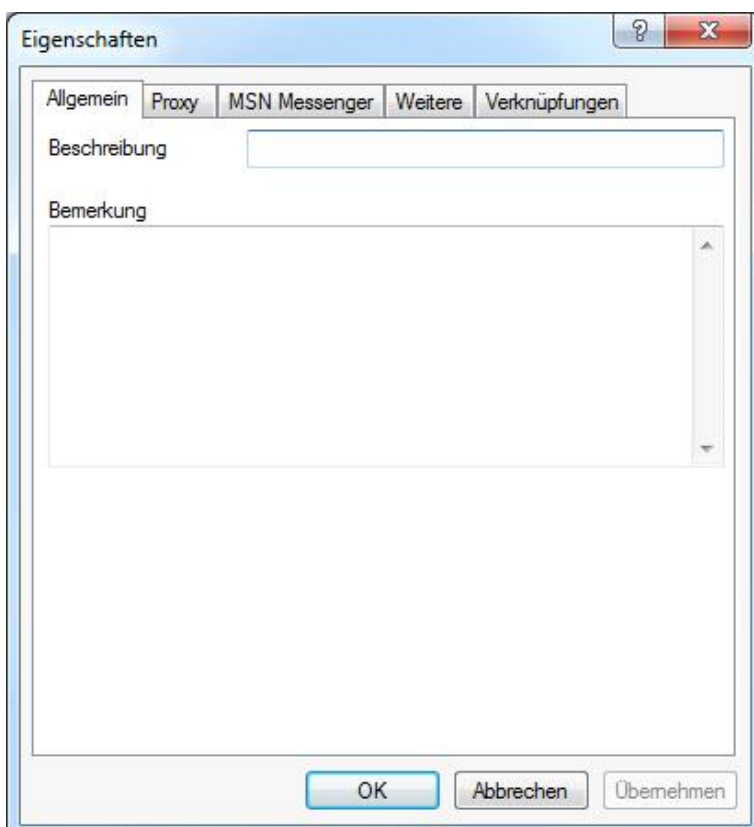 Eigenschaften
Allgemein Proxy MSN Messenger Weitere Verknüpfungen
Beschreibung
Bemerkung
OK Abbrechen Übernehmen